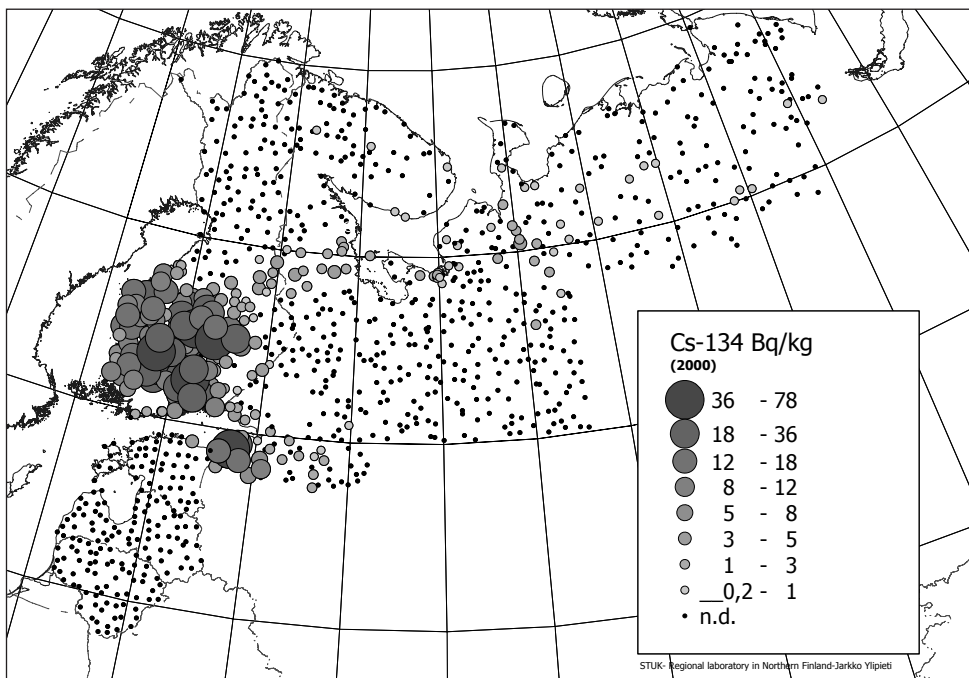 Cs-134 Bq/kg
(2000)
36 - 78
18 - 36
12 - 18
8 - 12
5 - 8
3 - 5
1 - 3
__0,2 - 1
n.d.
STUK- Regional laboratory in Northern Finland-Jarkko Ylipieti